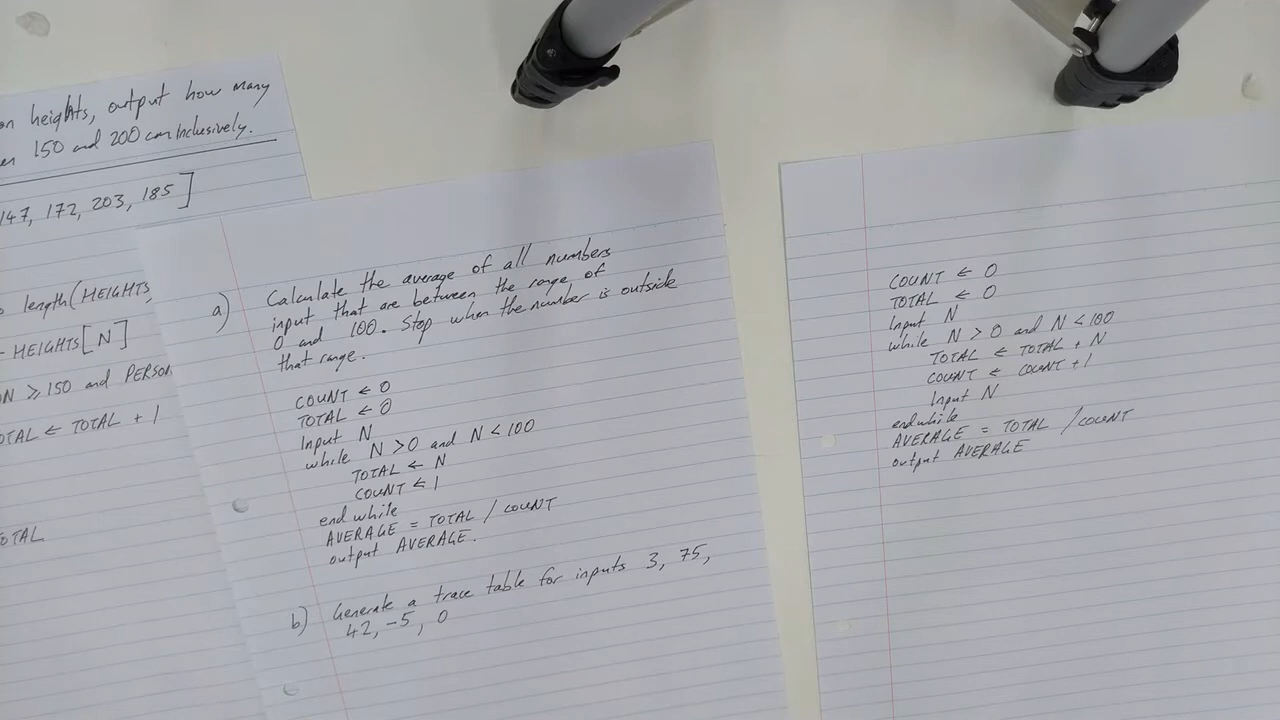 on heights, output how many
150 and 200 cm inclusively.
147, 172, 203, 185 ]
length(HEIGHTS,
HEIGHTS[N]
N ⩾ 150 and PERSON
TOTAL ← TOTAL + 1
TOTAL
a) Calculate the average of all numbers
input that are between the range of
0 and 100. Stop when the number is outside
that range.
COUNT ← 0
TOTAL ← 0
Input N
while N > 0 and N < 100
TOTAL ← N
COUNT ← 1
end while
AVERAGE = TOTAL / COUNT
output AVERAGE.
b) Generate a trace table for inputs 3, 75,
42, -5, 0
COUNT ← 0
TOTAL ← 0
Input N
while N > 0 and N < 100
TOTAL ← TOTAL + N
COUNT ← COUNT + 1
Input N
endwhile
AVERAGE = TOTAL / COUNT
output AVERAGE